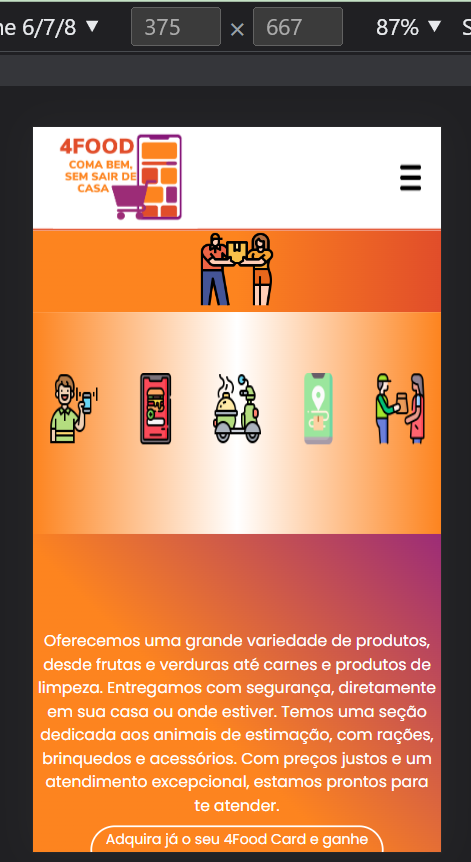 ne 6/7/8 ▼ 375 × 667 87% ▼ S
4FOOD
COMA BEM,
SEM SAIR DE
CASA
Oferecemos uma grande variedade de produtos,
desde frutas e verduras até carnes e produtos de
limpeza. Entregamos com segurança, diretamente
em sua casa ou onde estiver. Temos uma seção
dedicada aos animais de estimação, com rações,
brinquedos e acessórios. Com preços justos e um
atendimento excepcional, estamos prontos para
te atender.
Adquira já o seu 4Food Card e ganhe